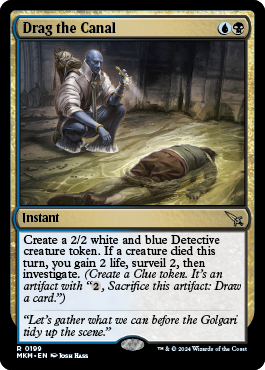 Drag the Canal
Instant
Create a 2/2 white and blue Detective
creature token. If a creature died this
turn, you gain 2 life, surveil 2, then
investigate. (Create a Clue token. It's an
artifact with “2, Sacrifice this artifact: Draw
a card.”)
“Let's gather what we can before the Golgari
tidy up the scene.”
R 0199
MKM • EN Josh Hass
™ & © 2024 Wizards of the Coast